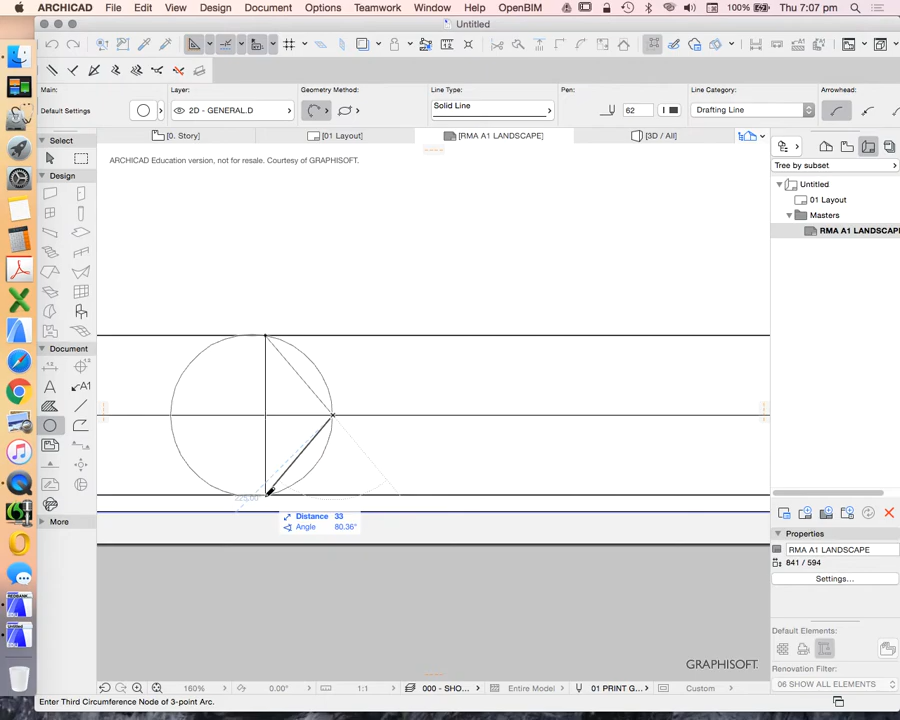 ARCHICAD File Edit View Design Document Options Teamwork Window Help OpenBIM 100% Thu 7:07 pm
Untitled
Main: Layer: Geometry Method: Line Type: Pen: Line Category: Arrowhead:
Default Settings 2D - GENERAL.D Solid Line 62 Drafting Line
Select [0. Story] [01 Layout] [RMA A1 LANDSCAPE] [3D / All]
ARCHICAD Education version, not for resale. Courtesy of GRAPHISOFT.
Design
Tree by subset
Untitled
01 Layout
Masters
RMA A1 LANDSCAPE
Document
A A1
225.00°
Distance 33
Angle 80.36°
More
Properties
RMA A1 LANDSCAPE
841 / 594
Settings...
Default Elements:
GRAPHISOFT.
Renovation Filter:
160% 0.00° 1:1 000 - SHO... Entire Model 01 PRINT G... Custom 06 SHOW ALL ELEMENTS
Enter Third Circumference Node of 3-point Arc.